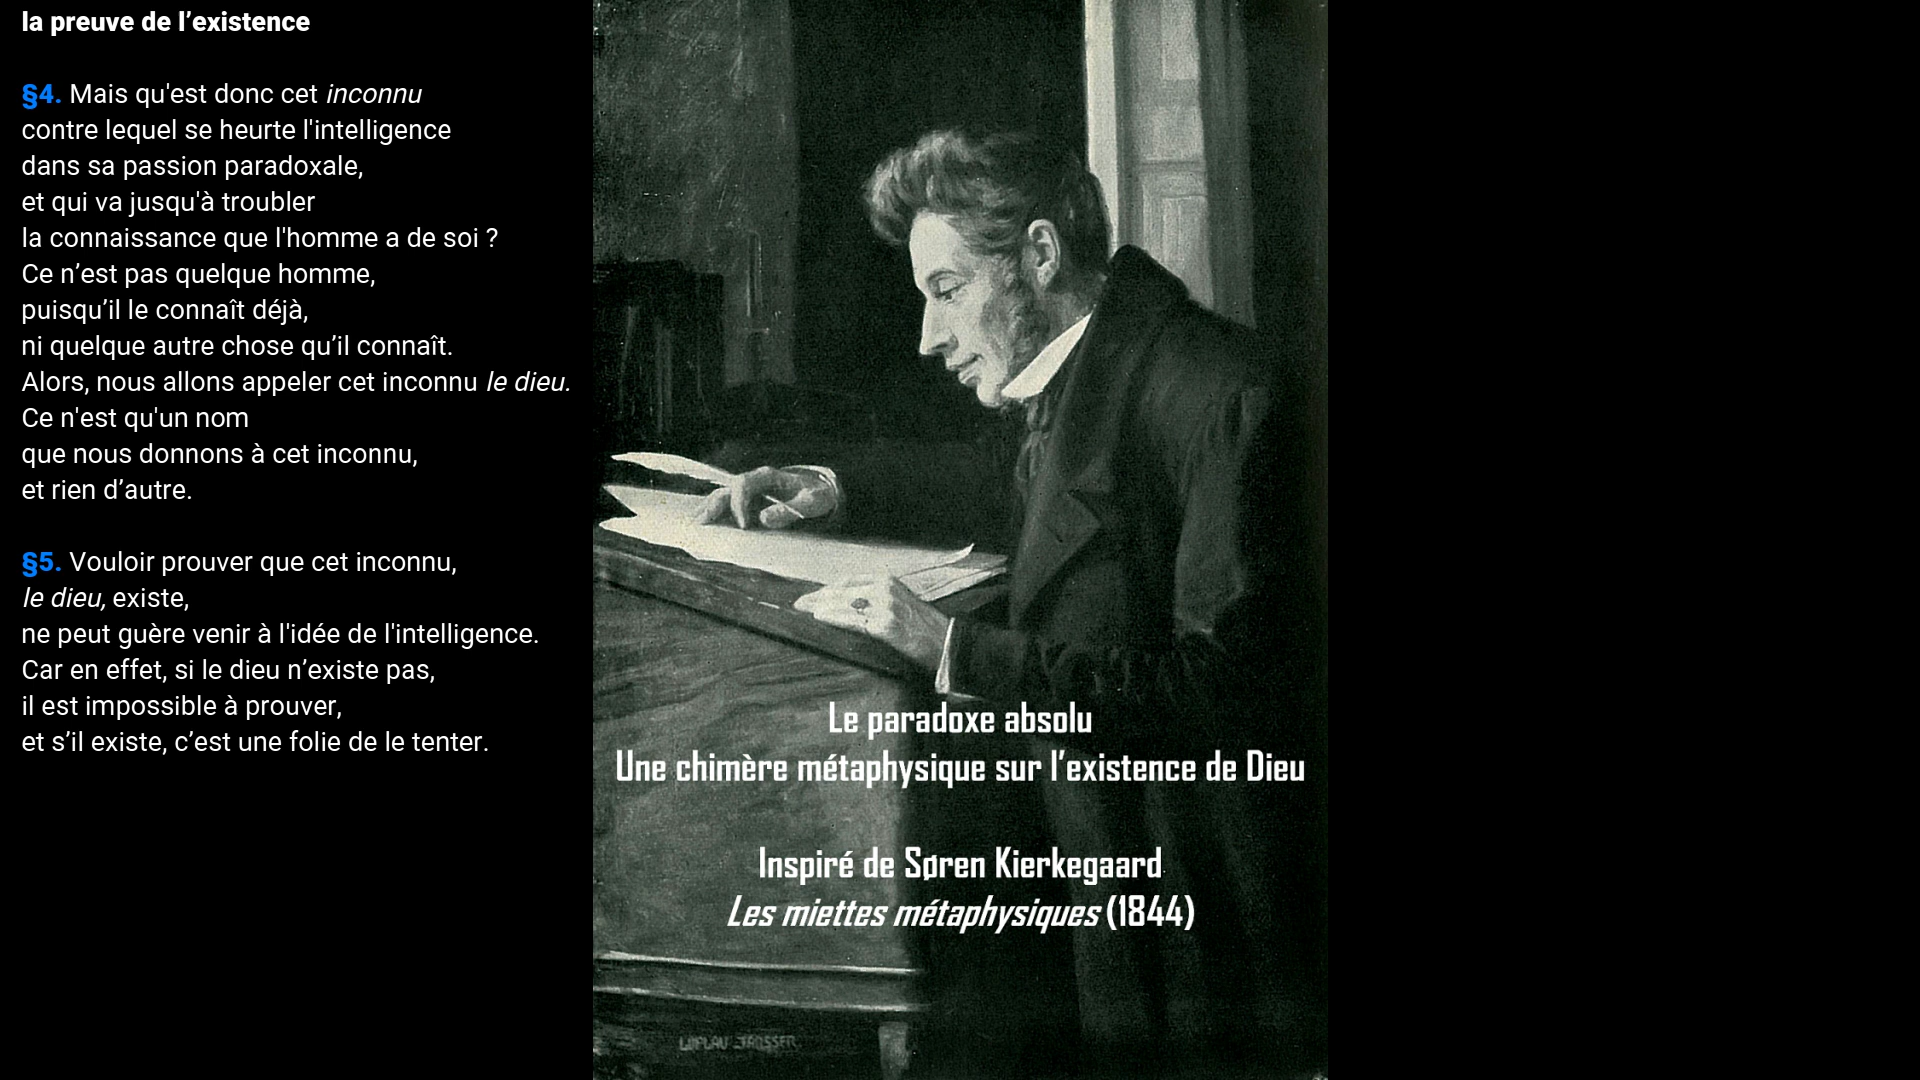 la preuve de l’existence
§4. Mais qu'est donc cet inconnu
contre lequel se heurte l'intelligence
dans sa passion paradoxale,
et qui va jusqu'à troubler
la connaissance que l'homme a de soi ?
Ce n’est pas quelque homme,
puisqu’il le connaît déjà,
ni quelque autre chose qu’il connaît.
Alors, nous allons appeler cet inconnu le dieu.
Ce n'est qu'un nom
que nous donnons à cet inconnu,
et rien d’autre.
§5. Vouloir prouver que cet inconnu,
le dieu, existe,
ne peut guère venir à l'idée de l'intelligence.
Car en effet, si le dieu n’existe pas,
il est impossible à prouver,
et s’il existe, c’est une folie de le tenter.
Le paradoxe absolu
Une chimère métaphysique sur l’existence de Dieu
Inspiré de Søren Kierkegaard
Les miettes métaphysiques (1844)